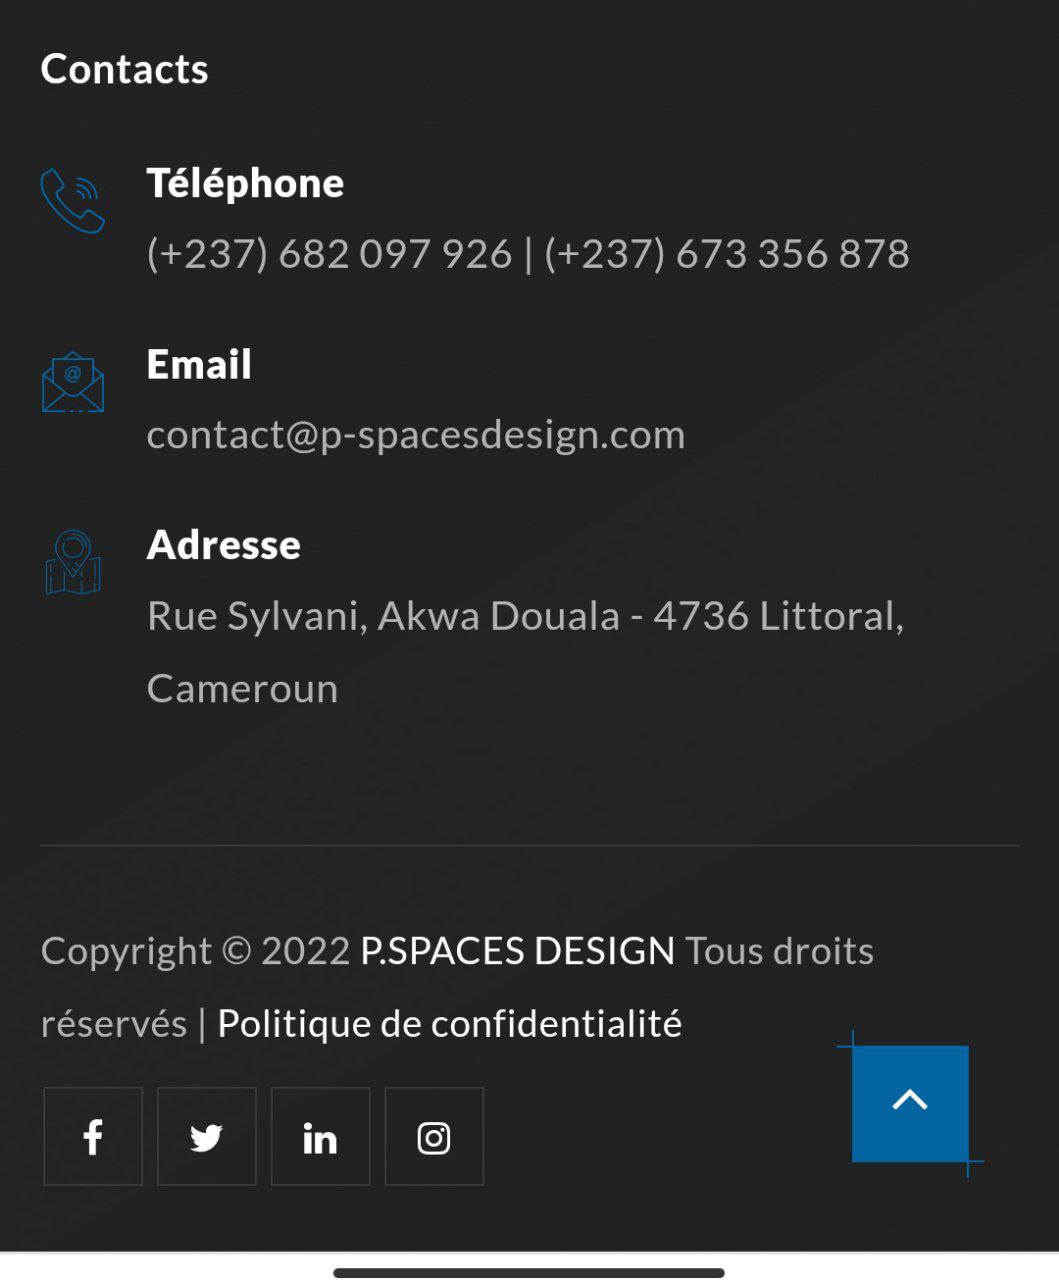 Contacts
Téléphone
(+237) 682 097 926 | (+237) 673 356 878
@
Email
contact@p-spacesdesign.com
Adresse
Rue Sylvani, Akwa Douala - 4736 Littoral,
Cameroun
Copyright © 2022 P.SPACES DESIGN Tous droits
réservés | Politique de confidentialité